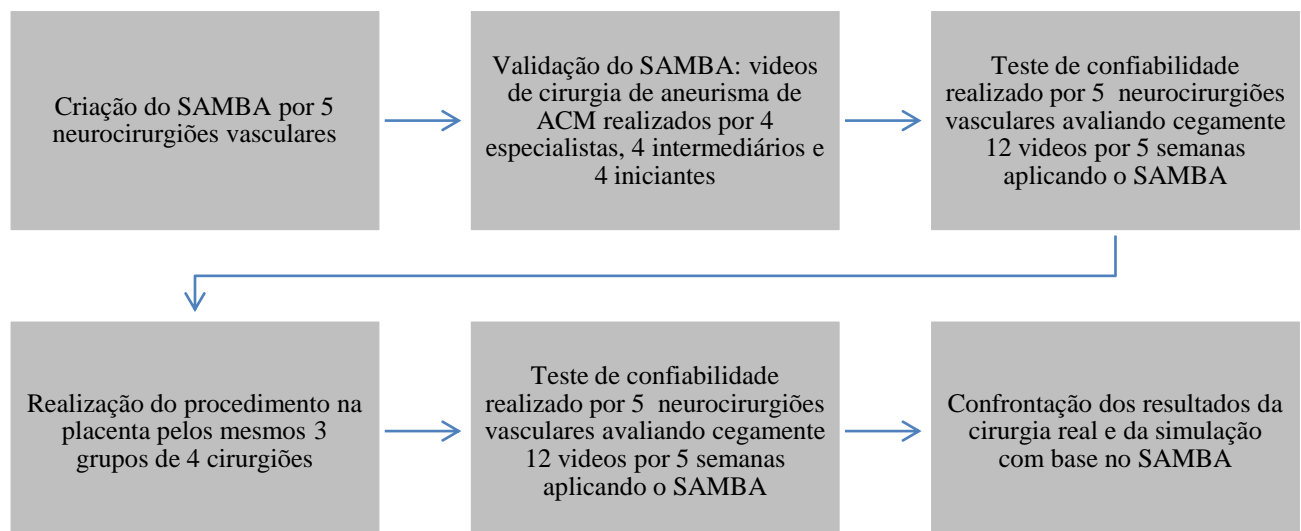 Criação do SAMBA por 5
neurocirurgiões vasculares
Validação do SAMBA: videos
de cirurgia de aneurisma de
ACM realizados por 4
especialistas, 4 intermediários e
4 iniciantes
Teste de confiabilidade
realizado por 5 neurocirurgiões
vasculares avaliando cegamente
12 videos por 5 semanas
aplicando o SAMBA
Realização do procedimento na
placenta pelos mesmos 3
grupos de 4 cirurgiões
Teste de confiabilidade
realizado por 5 neurocirurgiões
vasculares avaliando cegamente
12 videos por 5 semanas
aplicando o SAMBA
Confrontação dos resultados da
cirurgia real e da simulação
com base no SAMBA